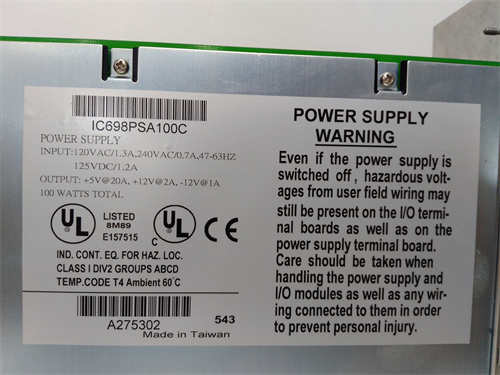 IC698PSA100C
POWER SUPPLY
INPUT:120VAC/1.3A,240VAC/0.7A,47-63HZ
125VDC/1.2A
OUTPUT: +5V@20A, +12V@2A, -12V@1A
100 WATTS TOTAL
UL
LISTED
8M89
E157515
C UL
IND. CONT. EQ. FOR HAZ. LOC.
CLASS I DIV2 GROUPS ABCD
TEMP.CODE T4 Ambient 60°C
A275302
543
Made in Taiwan
POWER SUPPLY
WARNING
Even if the power supply is
switched off , hazardous volt-
ages from user field wiring may
still be present on the I/O termi-
nal boards as well as on the
power supply terminal board.
Care should be taken when
handling the power supply and
I/O modules as well as any wir-
ing connected to them in order
to prevent personal injury.